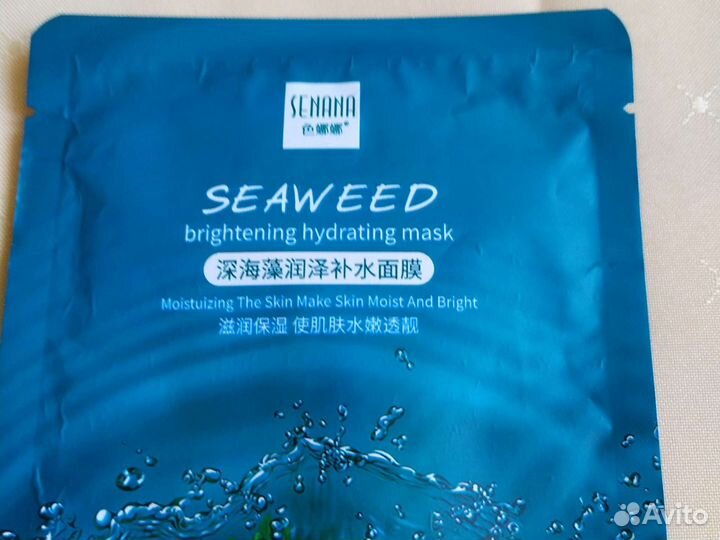 SENANA
色娜娜®
SEAWEED
brightening hydrating mask
深海藻润泽补水面膜
Moistuizing The Skin Make Skin Moist And Bright
滋润保湿 使肌肤水嫩透靓
Avito